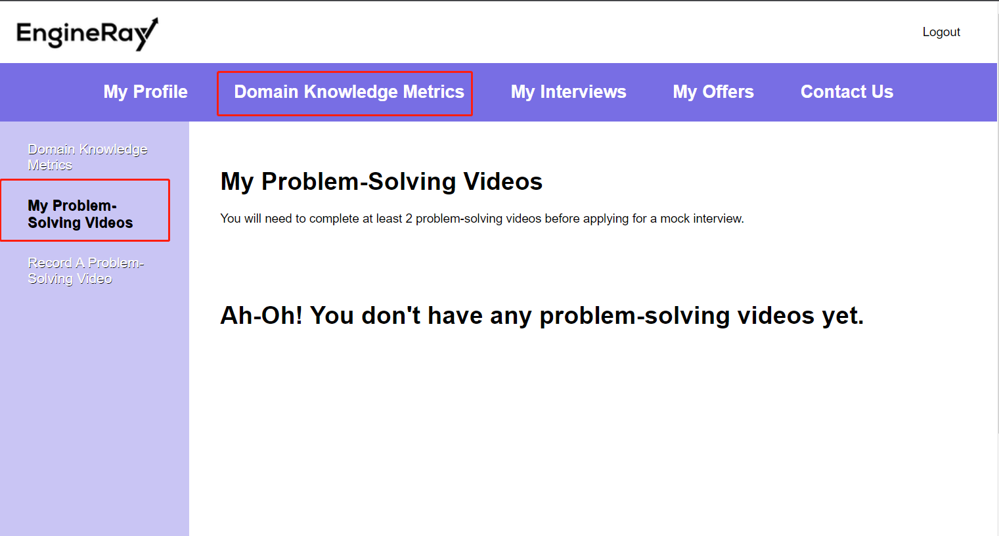 EngineRay
Logout
My Profile
Domain Knowledge Metrics
My Interviews
My Offers
Contact Us
Domain Knowledge
Metrics
My Problem-
Solving Videos
Record A Problem-
Solving Video
My Problem-Solving Videos
You will need to complete at least 2 problem-solving videos before applying for a mock interview.
Ah-Oh! You don't have any problem-solving videos yet.